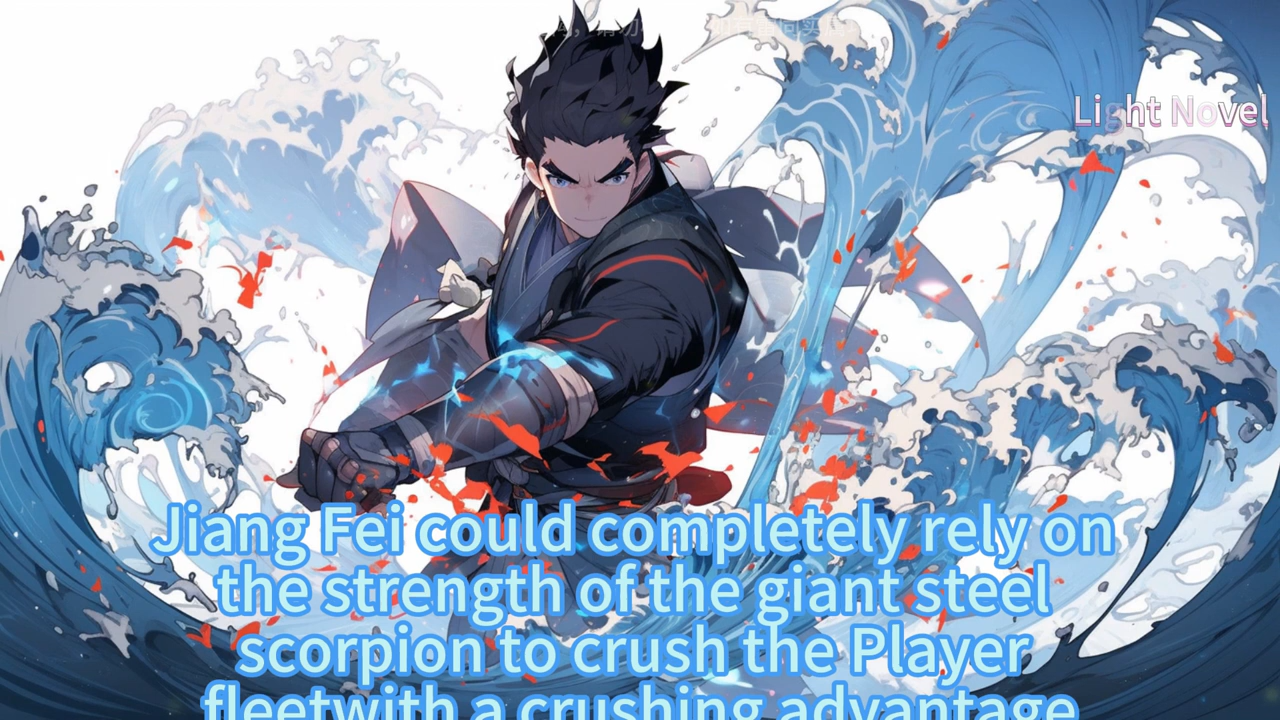 Light Novel
Jiang Fei could completely rely on
the strength of the giant steel
scorpion to crush the Player
fleetwith a crushing advantage